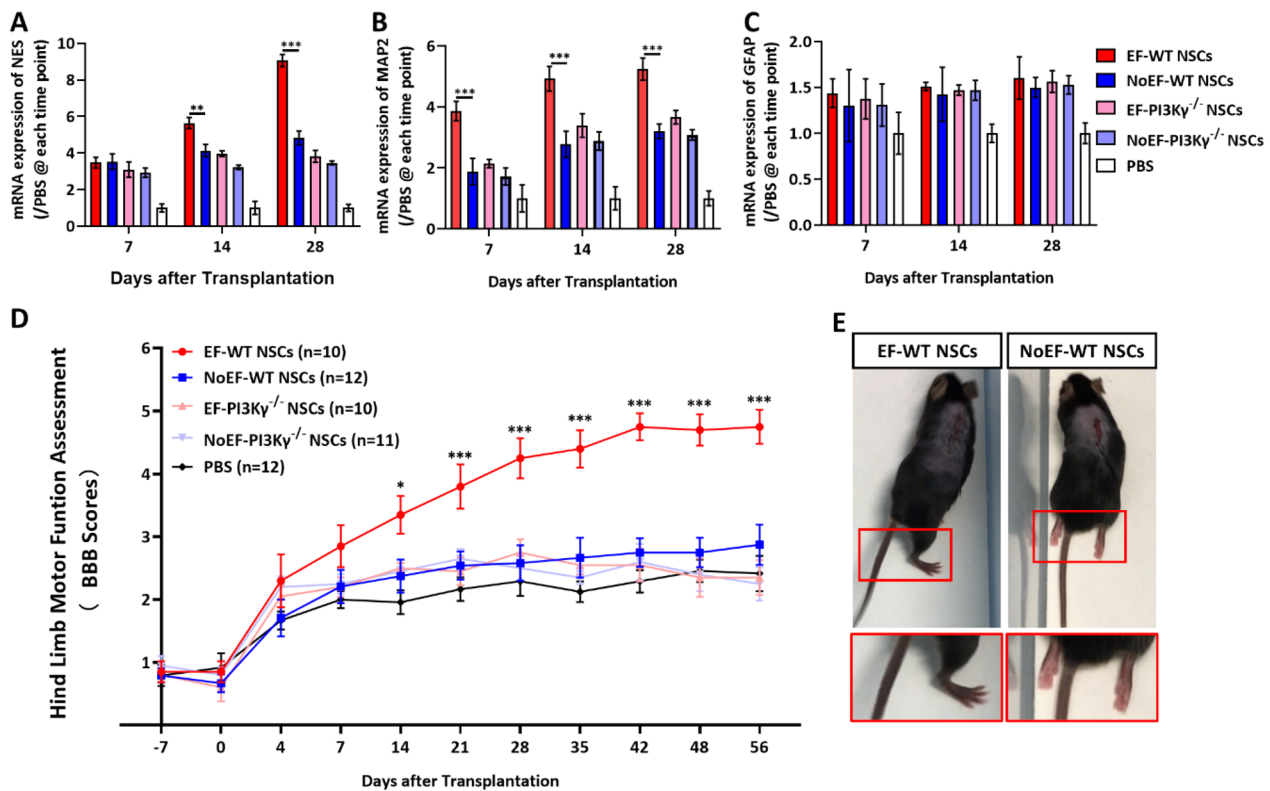 A
mRNA expression of NES
(/PBS @ each time point)
10
8
6
4
2
0
**
***
7 14 28
Days after Transplantation
B
mRNA expression of MAP2
(/PBS @ each time point)
6
4
2
0
***
***
***
7 14 28
Days after Transplantation
C
mRNA expression of GFAP
(/PBS @ each time point)
2.0
1.5
1.0
0.5
0.0
7 14 28
Days after Transplantation
EF-WT NSCs
NoEF-WT NSCs
EF-PI3Kγ-/- NSCs
NoEF-PI3Kγ-/- NSCs
PBS
D
Hind Limb Motor Funtion Assessment
( BBB Scores)
6
5
4
3
2
1
EF-WT NSCs (n=10)
NoEF-WT NSCs (n=12)
EF-PI3Kγ-/- NSCs (n=10)
NoEF-PI3Kγ-/- NSCs (n=11)
PBS (n=12)
* *** *** *** *** *** ***
-7 0 4 7 14 21 28 35 42 48 56
Days after Transplantation
E
EF-WT NSCs
NoEF-WT NSCs